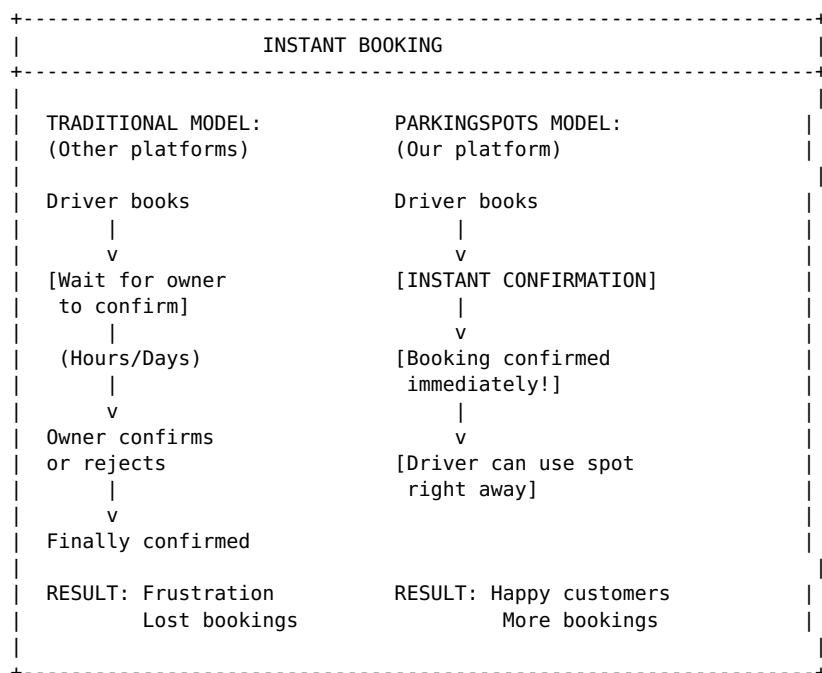 INSTANT BOOKING
TRADITIONAL MODEL: PARKINGSPOTS MODEL:
(Other platforms) (Our platform)
Driver books Driver books
| |
v v
[Wait for owner [INSTANT CONFIRMATION]
to confirm] |
| v
(Hours/Days) [Booking confirmed
| immediately!]
v |
Owner confirms v
or rejects [Driver can use spot
| right away]
v
Finally confirmed
RESULT: Frustration RESULT: Happy customers
Lost bookings More bookings